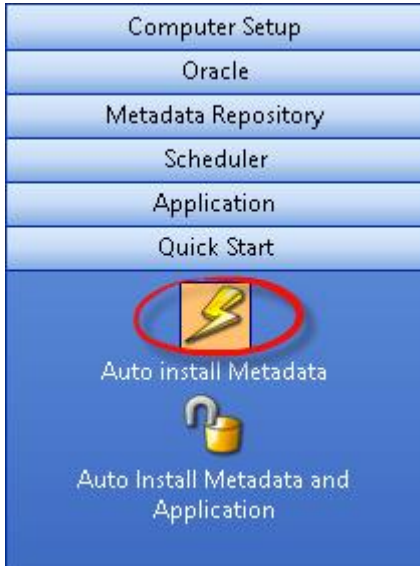 Computer Setup
Oracle
Metadata Repository
Scheduler
Application
Quick Start
Auto install Metadata
Auto Install Metadata and
Application